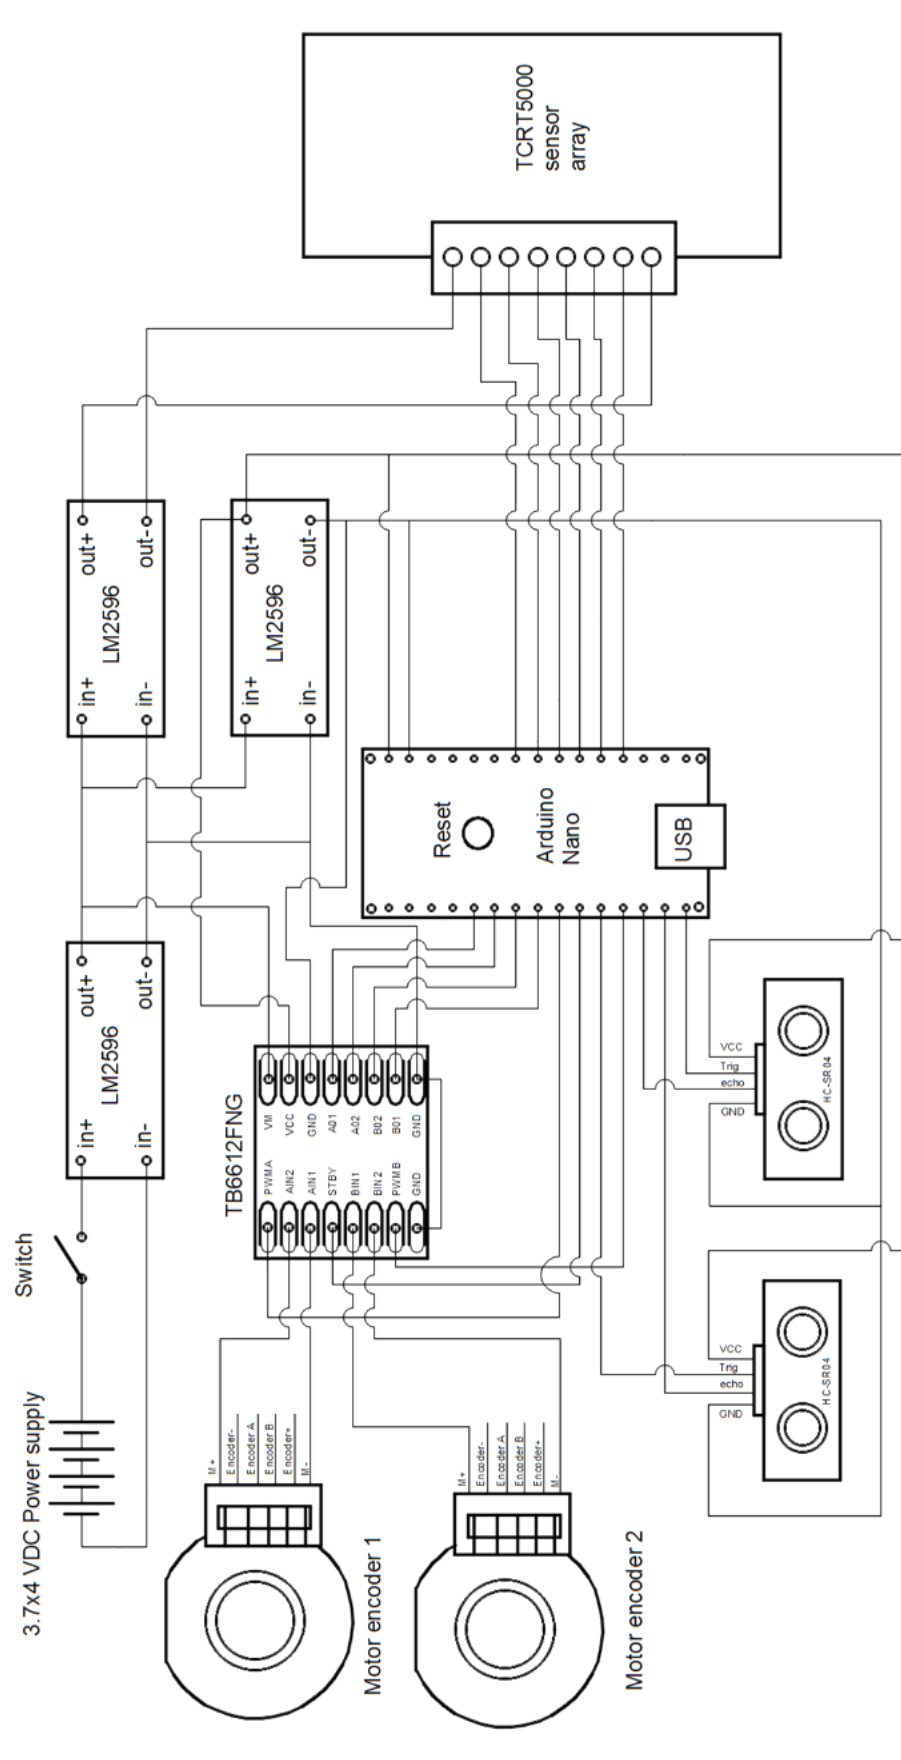 TCRT5000
sensor
array
out+
out-
LM2596
in+
in-
out+
out-
LM2596
in+
in-
Reset
Arduino
Nano
USB
out+
out-
LM2596
in+
in-
TB6612FNG
VM
VCC
GND
A01
A02
B02
B01
GND
PWMA
AIN2
AIN1
STBY
BIN1
BIN2
PWMB
GND
VCC
Trig
echo
GND
HC-SR04
VCC
Trig
echo
GND
HC-SR04
Switch
3.7x4 VDC Power supply
M+
Encoder-
Encoder A
Encoder B
Encoder+
M-
Motor encoder 1
M+
Encoder-
Encoder A
Encoder B
Encoder+
M-
Motor encoder 2